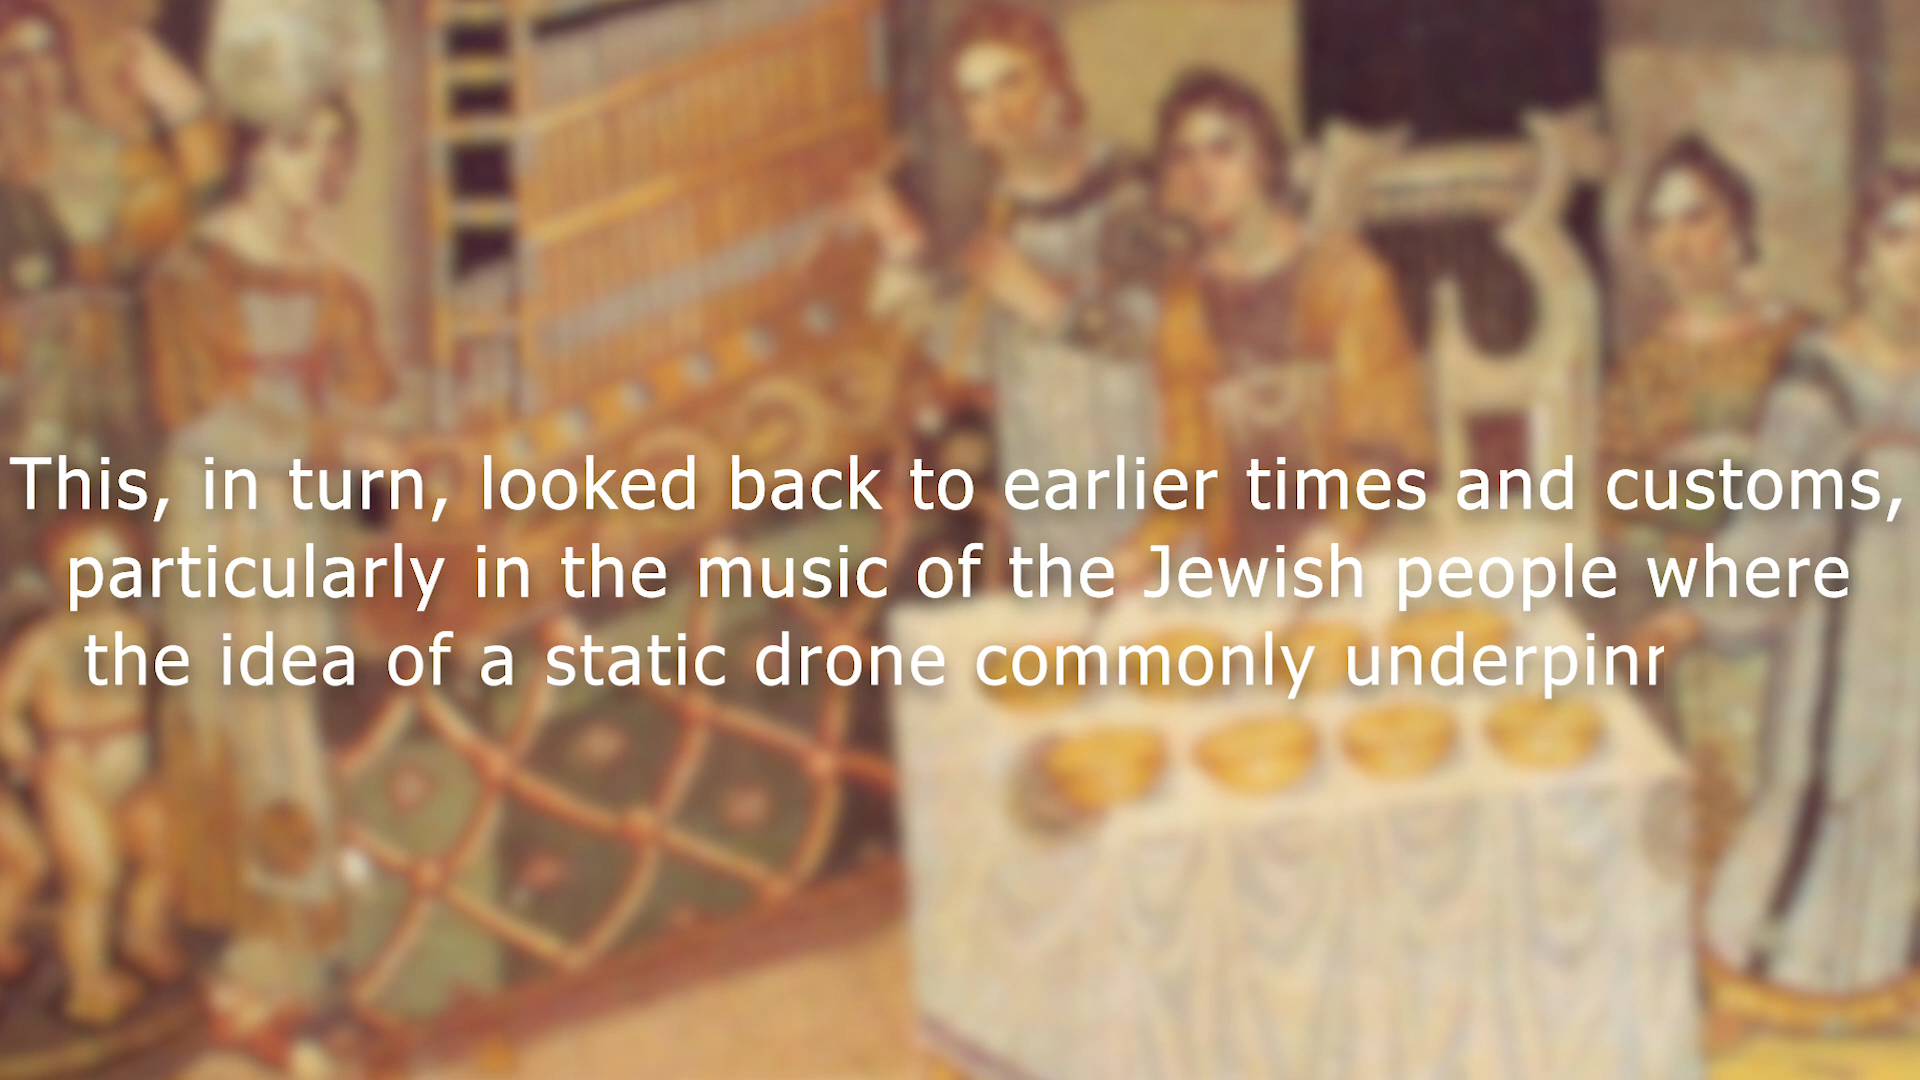 This, in turn, looked back to earlier times and customs,
particularly in the music of the Jewish people where
the idea of a static drone commonly